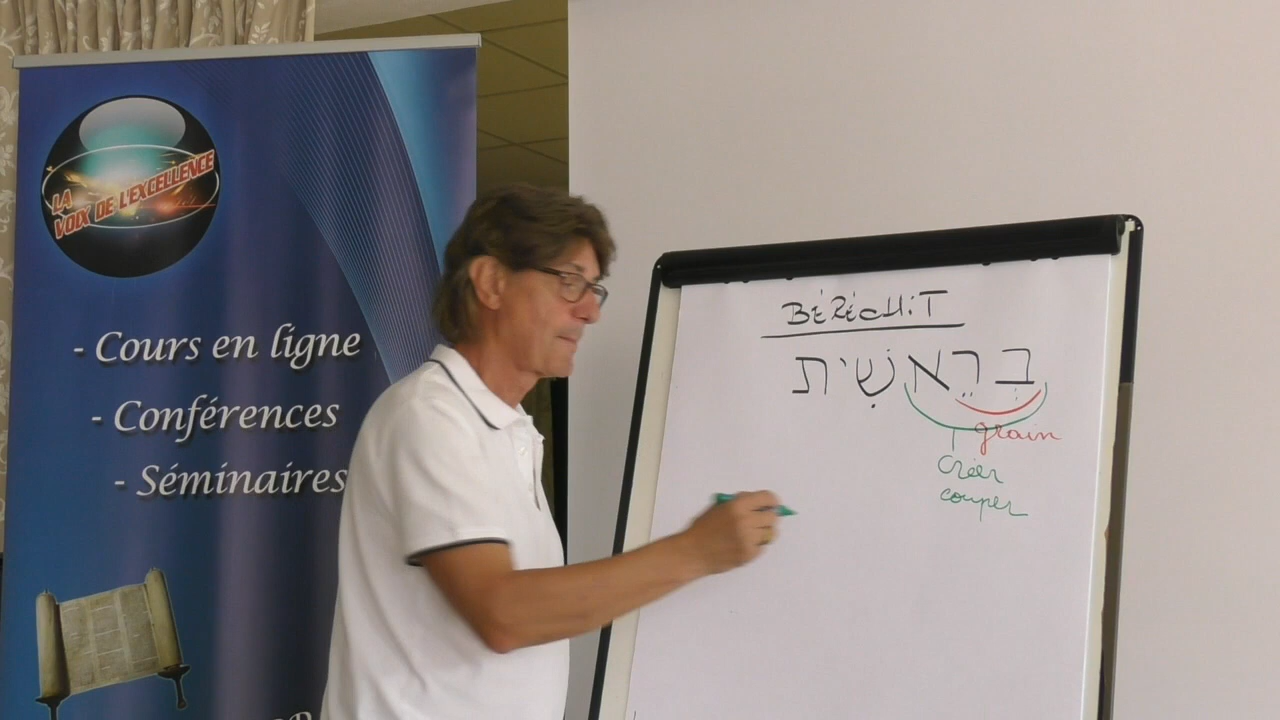 LA
VOIX DE L'EXCELLENCE
- Cours en ligne
- Conférences
- Séminaires
BÉRÉCHIT
בְּרֵאשִׁית
grain
Créer
couper